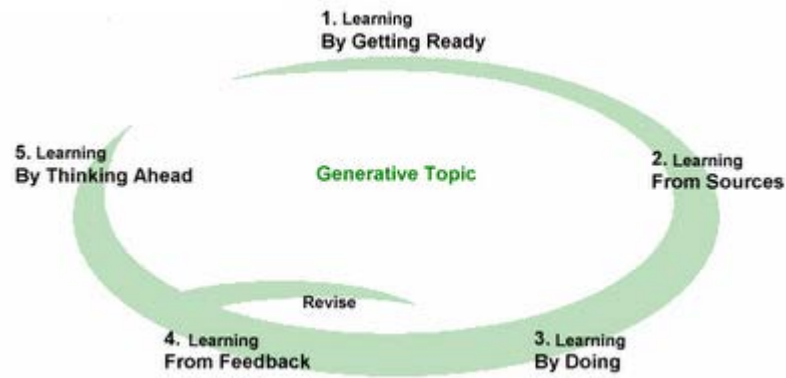 1. Learning
By Getting Ready
5. Learning
By Thinking Ahead
Generative Topic
2. Learning
From Sources
Revise
4. Learning
From Feedback
3. Learning
By Doing